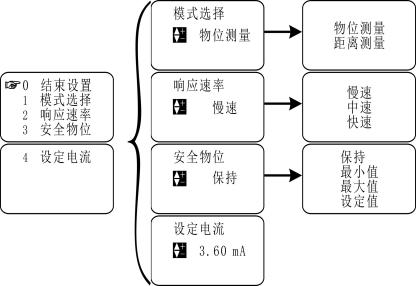 0 结束设置
1 模式选择
2 响应速率
3 安全物位
4 设定电流
模式选择
物位测量
物位测量
距离测量
响应速率
慢速
慢速
中速
快速
安全物位
保持
保持
最小值
最大值
设定值
设定电流
3.60 mA